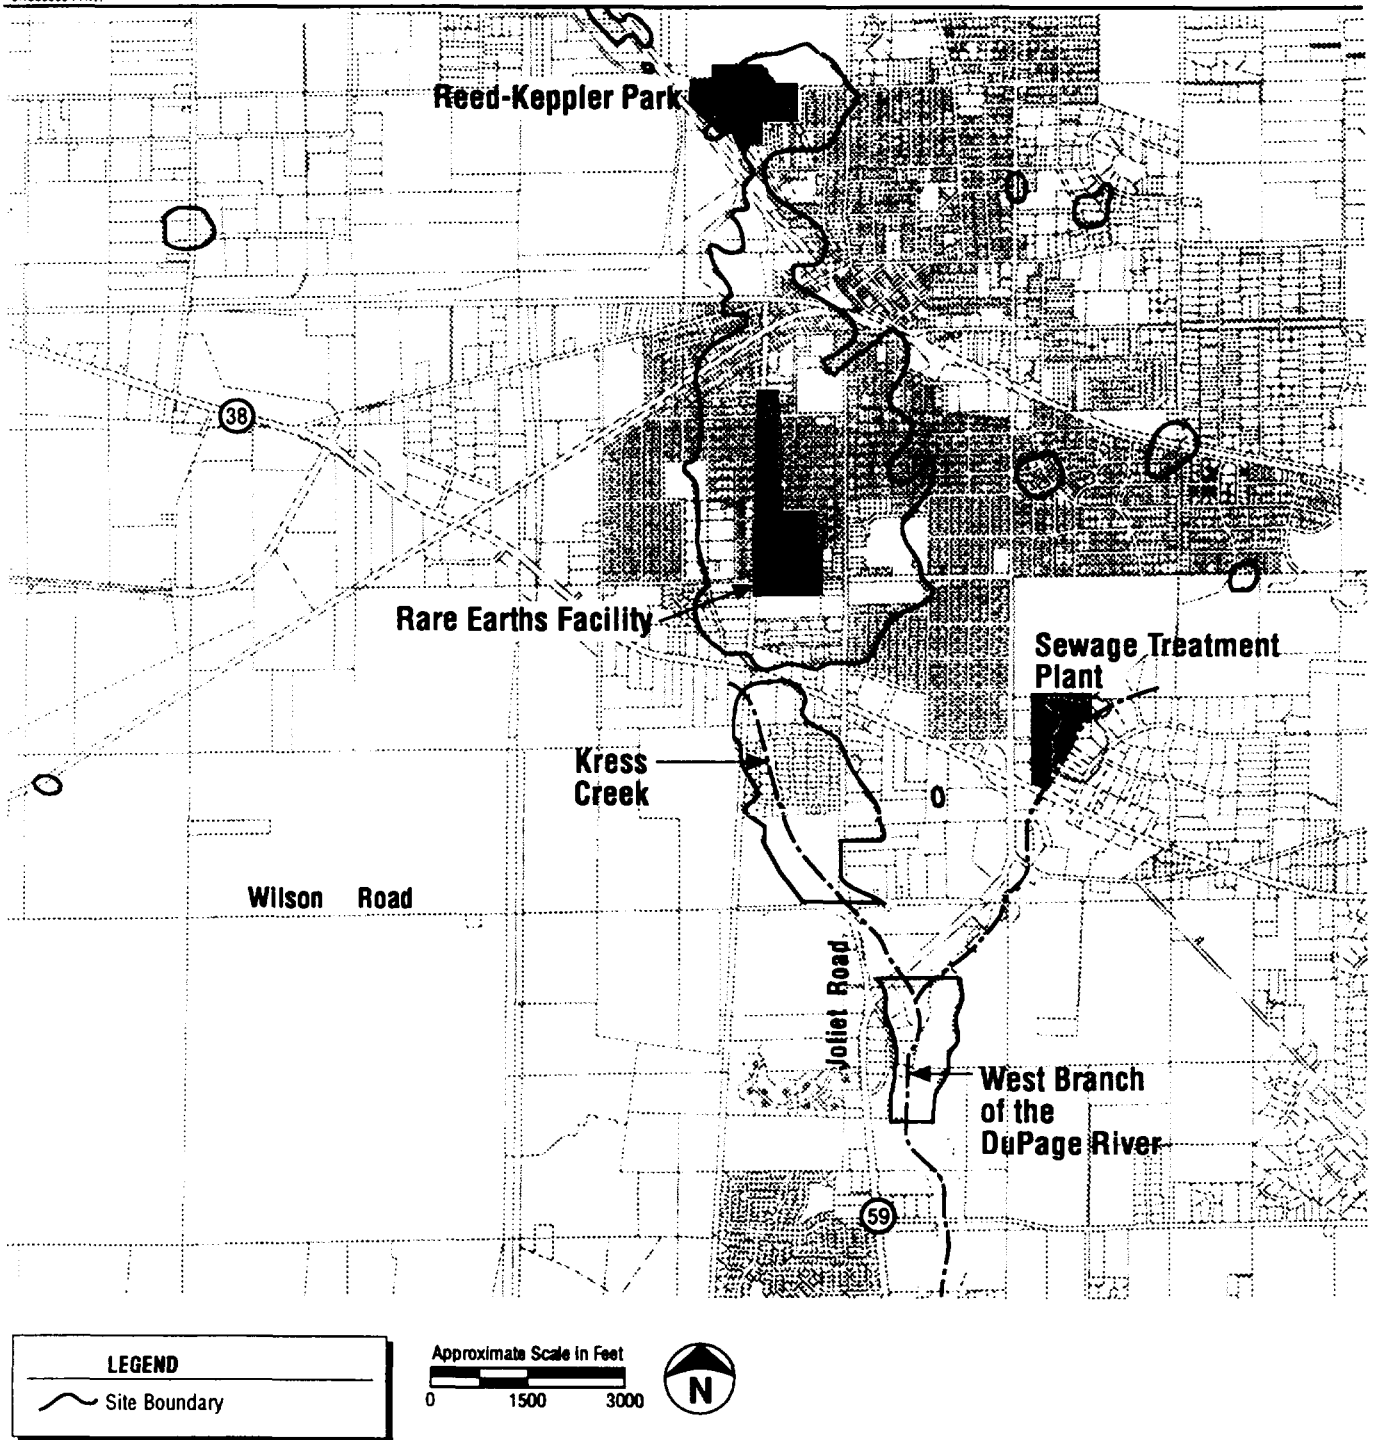 Reed-Keppler Park
38
Rare Earths Facility
Sewage Treatment
Plant
Kress
Creek
Wilson Road
Joliet Road
West Branch
of the
DuPage River
59
LEGEND
Site Boundary
Approximate Scale in Feet
0 1500 3000
N